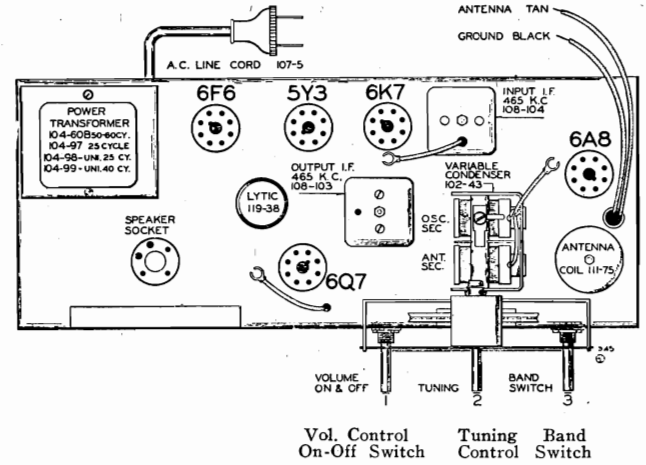 ANTENNA TAN
GROUND BLACK
A.C. LINE CORD 107-5
POWER
TRANSFORMER
104-60B 50-60CY.
104-97 25 CYCLE
104-98-UNI. 25 CY.
104-99-UNI. 40 CY.
6F6
5Y3
6K7
INPUT I.F.
465 K.C
108-104
6A8
OUTPUT I.F.
465 K.C.
108-103
VARIABLE
CONDENSER
102-43
LYTIC
119-38
SPEAKER
SOCKET
OSC.
SEC
ANT.
SEC.
ANTENNA
COIL 111-75
6Q7
545
VOLUME
ON & OFF
TUNING
BAND
SWITCH
1
2
3
Vol. Control
On-Off Switch
Tuning
Control
Band
Switch